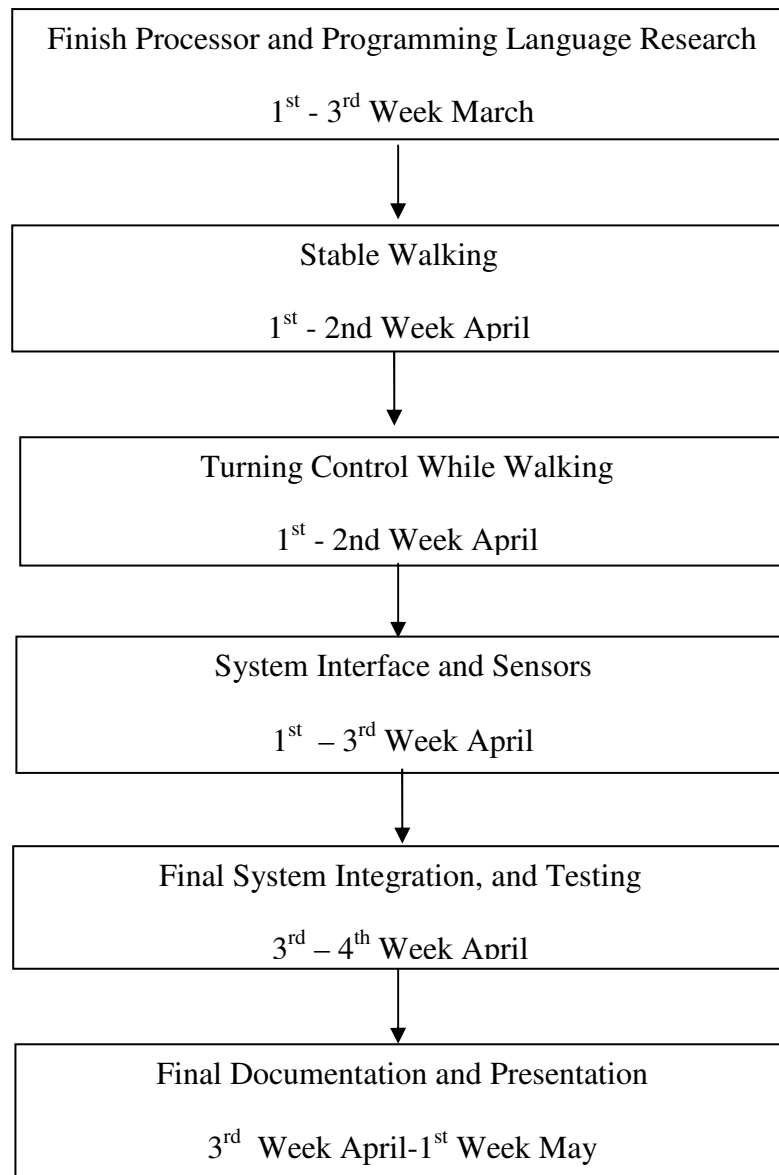 Finish Processor and Programming Language Research
1st - 3rd Week March
Stable Walking
1st - 2nd Week April
Turning Control While Walking
1st - 2nd Week April
System Interface and Sensors
1st – 3rd Week April
Final System Integration, and Testing
3rd – 4th Week April
Final Documentation and Presentation
3rd Week April-1st Week May